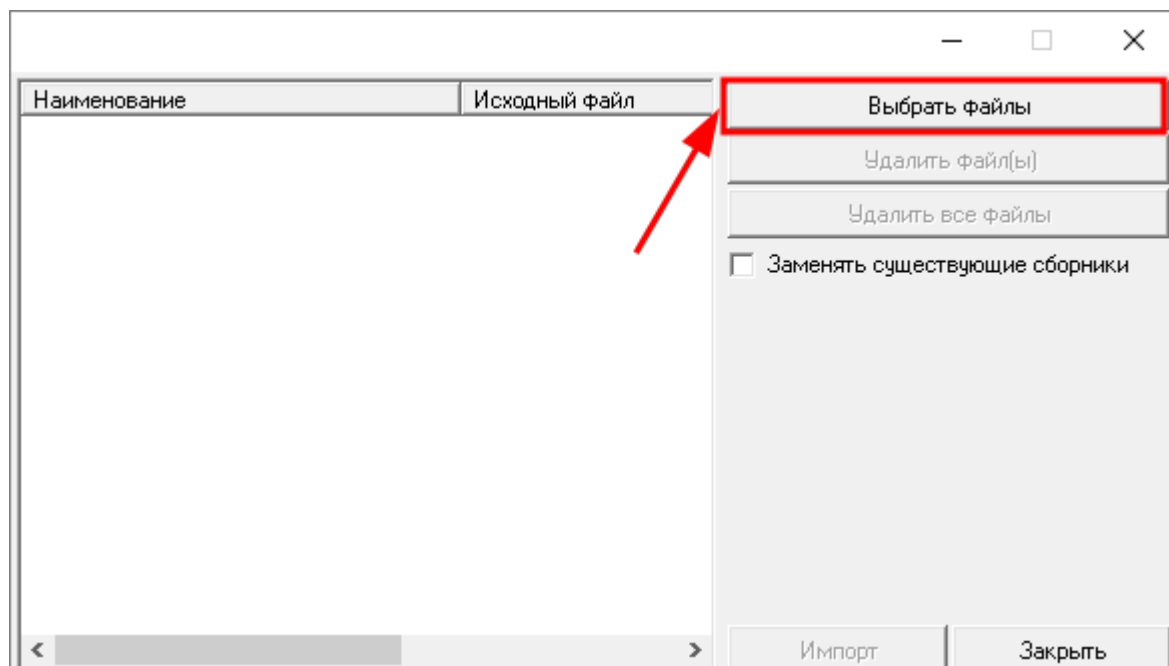 Наименование
Исходный файл
Выбрать файлы
Удалить файл(ы)
Удалить все файлы
Заменять существующие сборники
Импорт
Закрыть